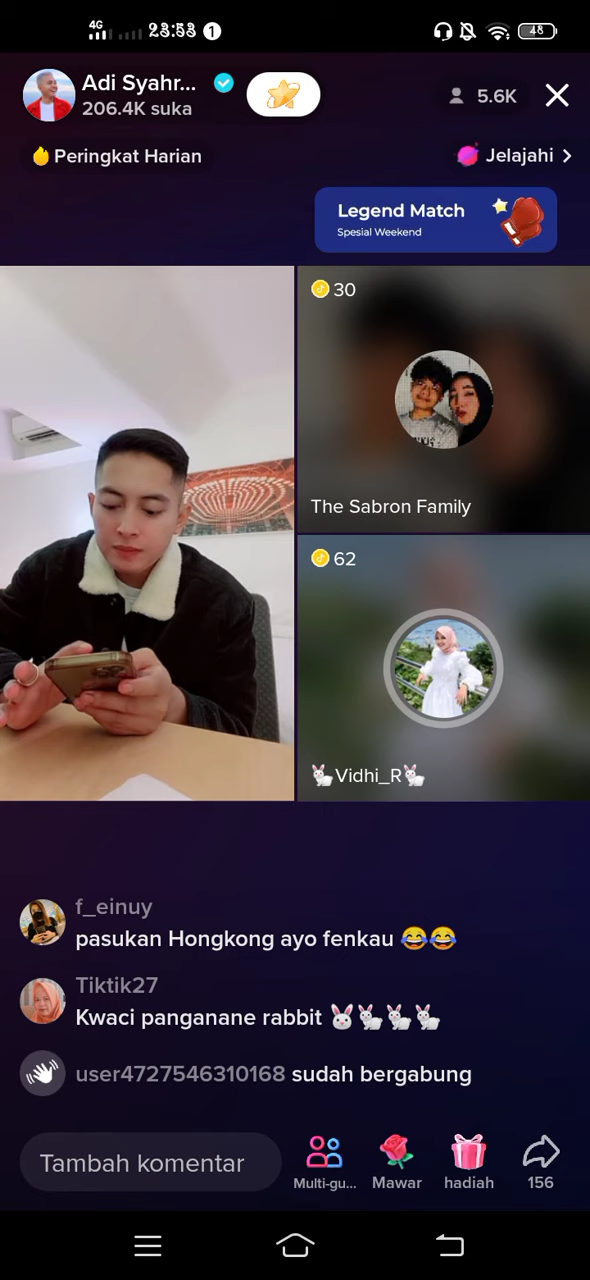 4G 23:53 1 48
Adi Syahr...
206.4K suka
5.6K
Peringkat Harian
Jelajahi
Legend Match
Spesial Weekend
30
The Sabron Family
62
🐇Vidhi_R🐇
f_einuy
pasukan Hongkong ayo fenkau 😂😂
Tiktik27
Kwaci panganane rabbit 🐰🐇🐇🐇
user4727546310168 sudah bergabung
Tambah komentar
Multi-gu...
Mawar
hadiah
156